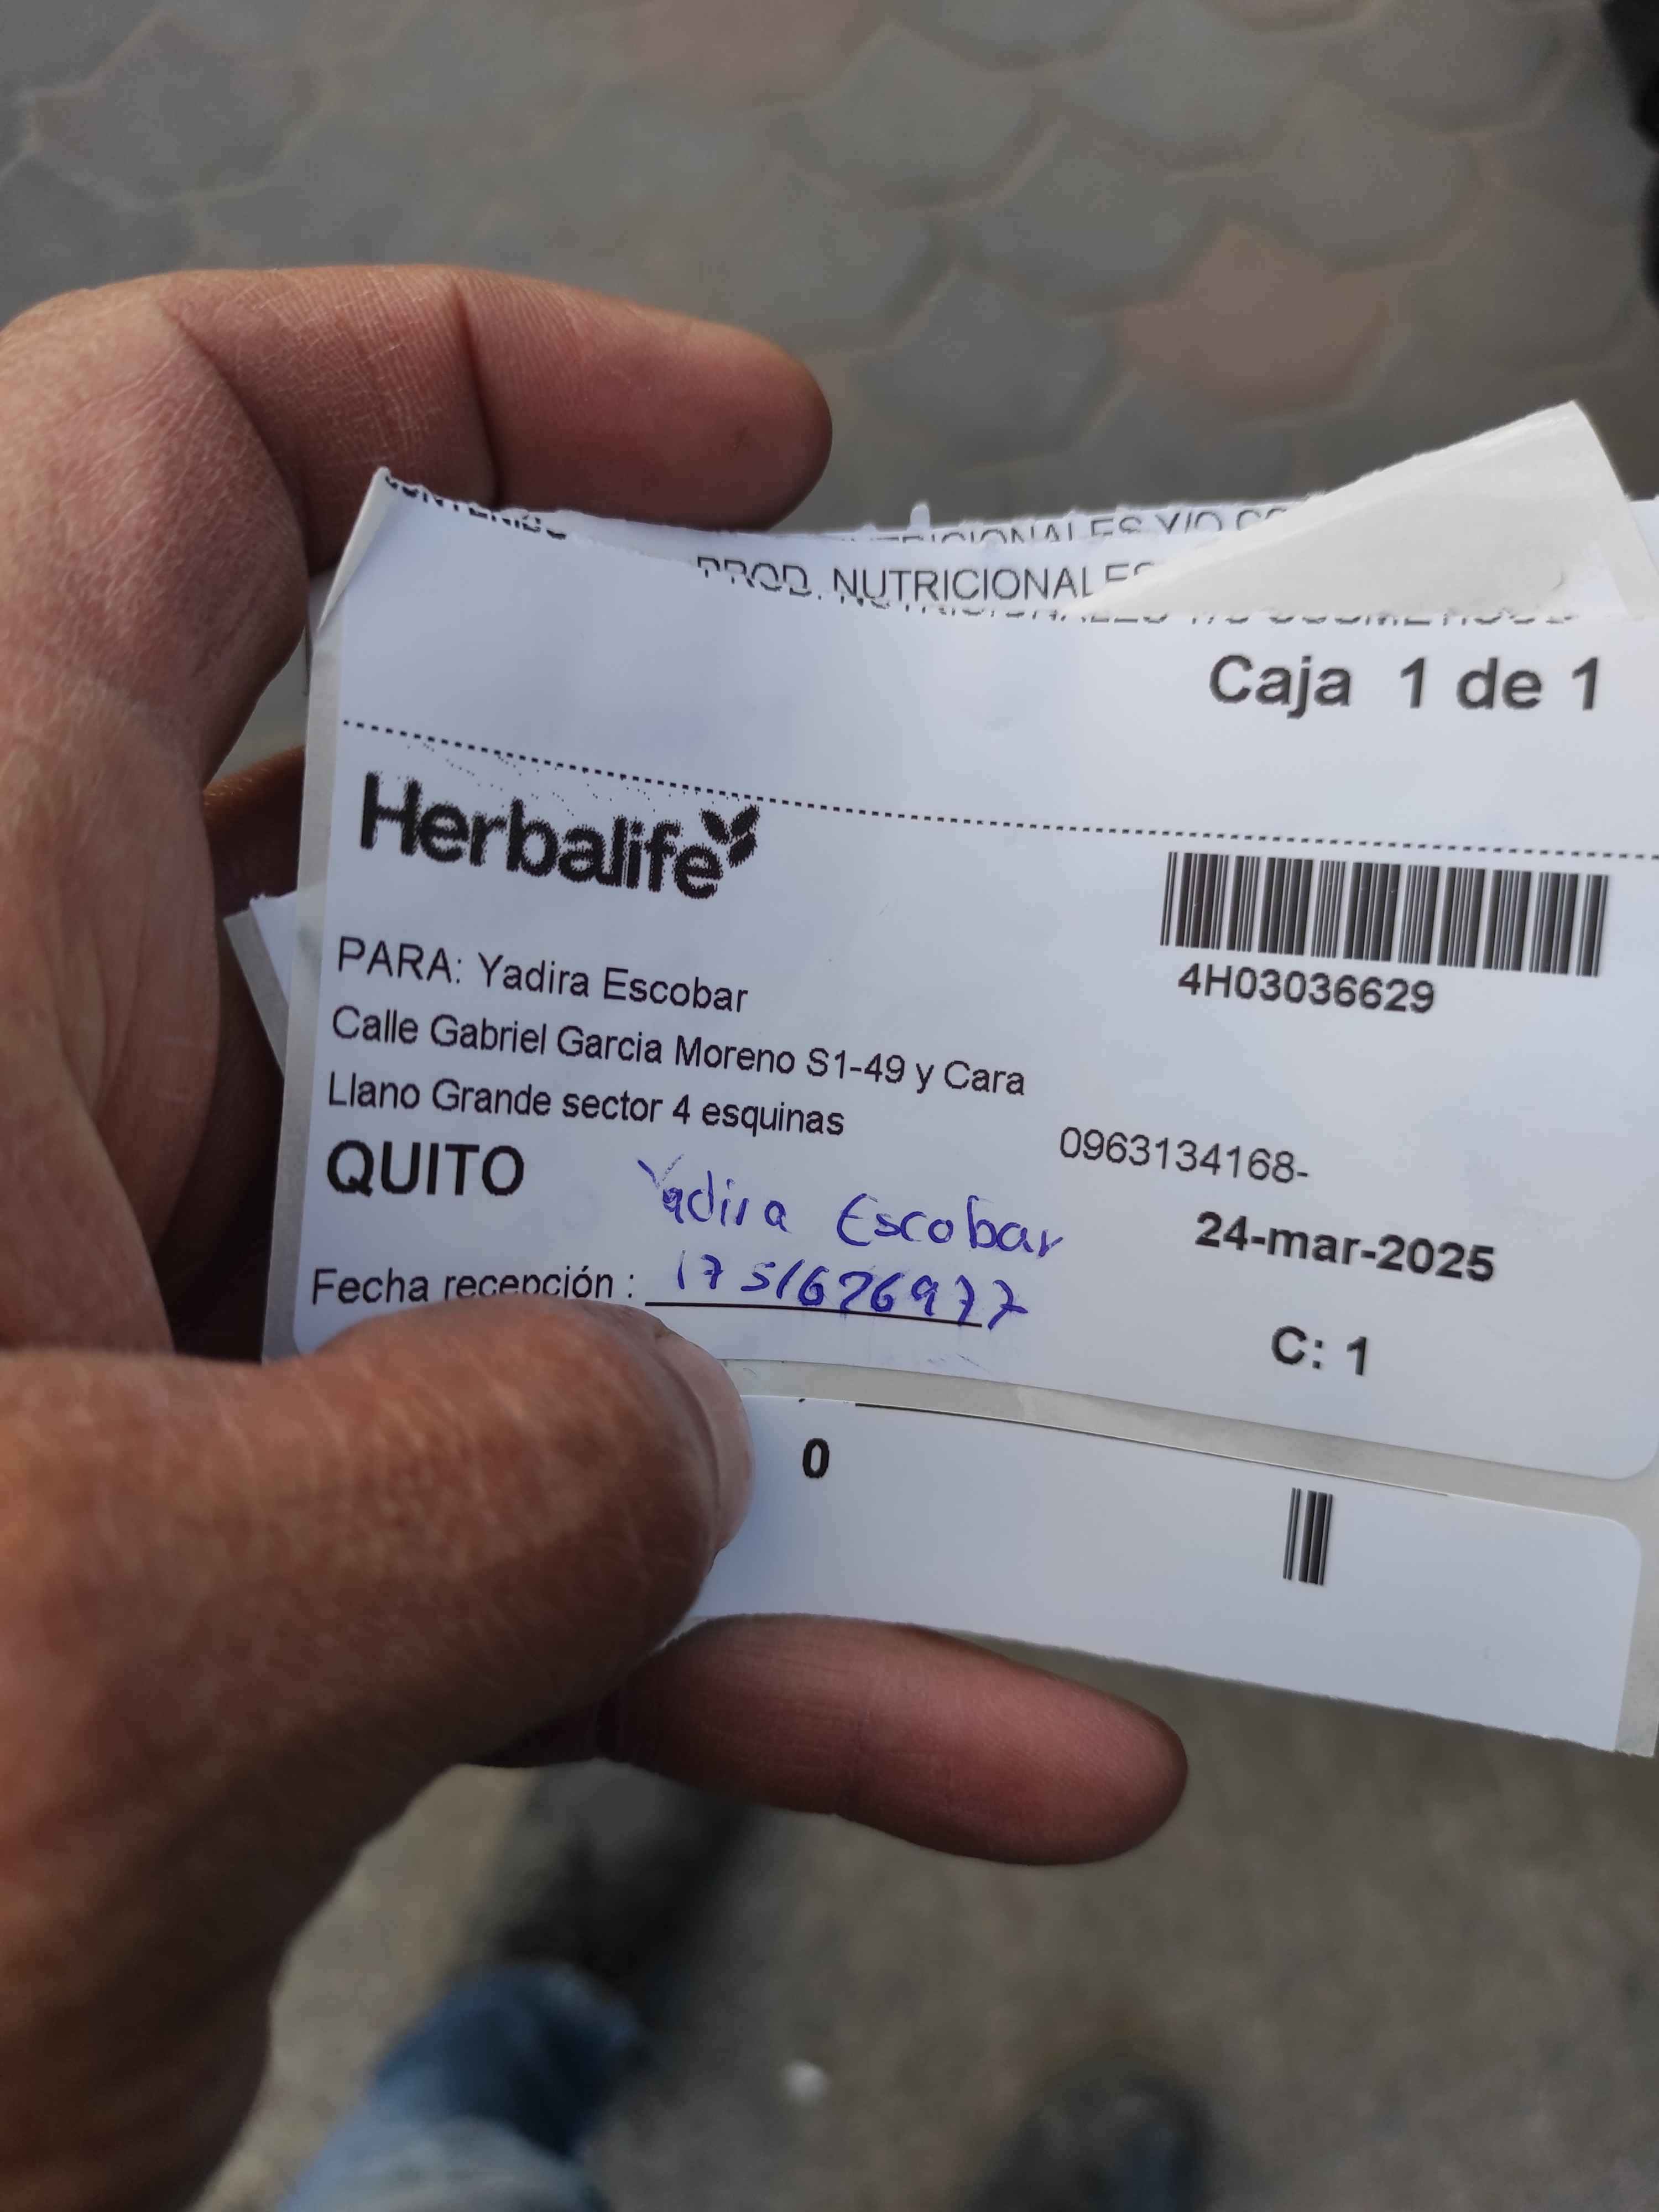 PROD. NUTRICIONALES
Caja 1 de 1
Herbalife
4H03036629
PARA: Yadira Escobar
Calle Gabriel Garcia Moreno S1-49 y Cara
Llano Grande sector 4 esquinas
0963134168-
QUITO
Yadira Escobar
24-mar-2025
Fecha recepción : 1751676977
C: 1
0